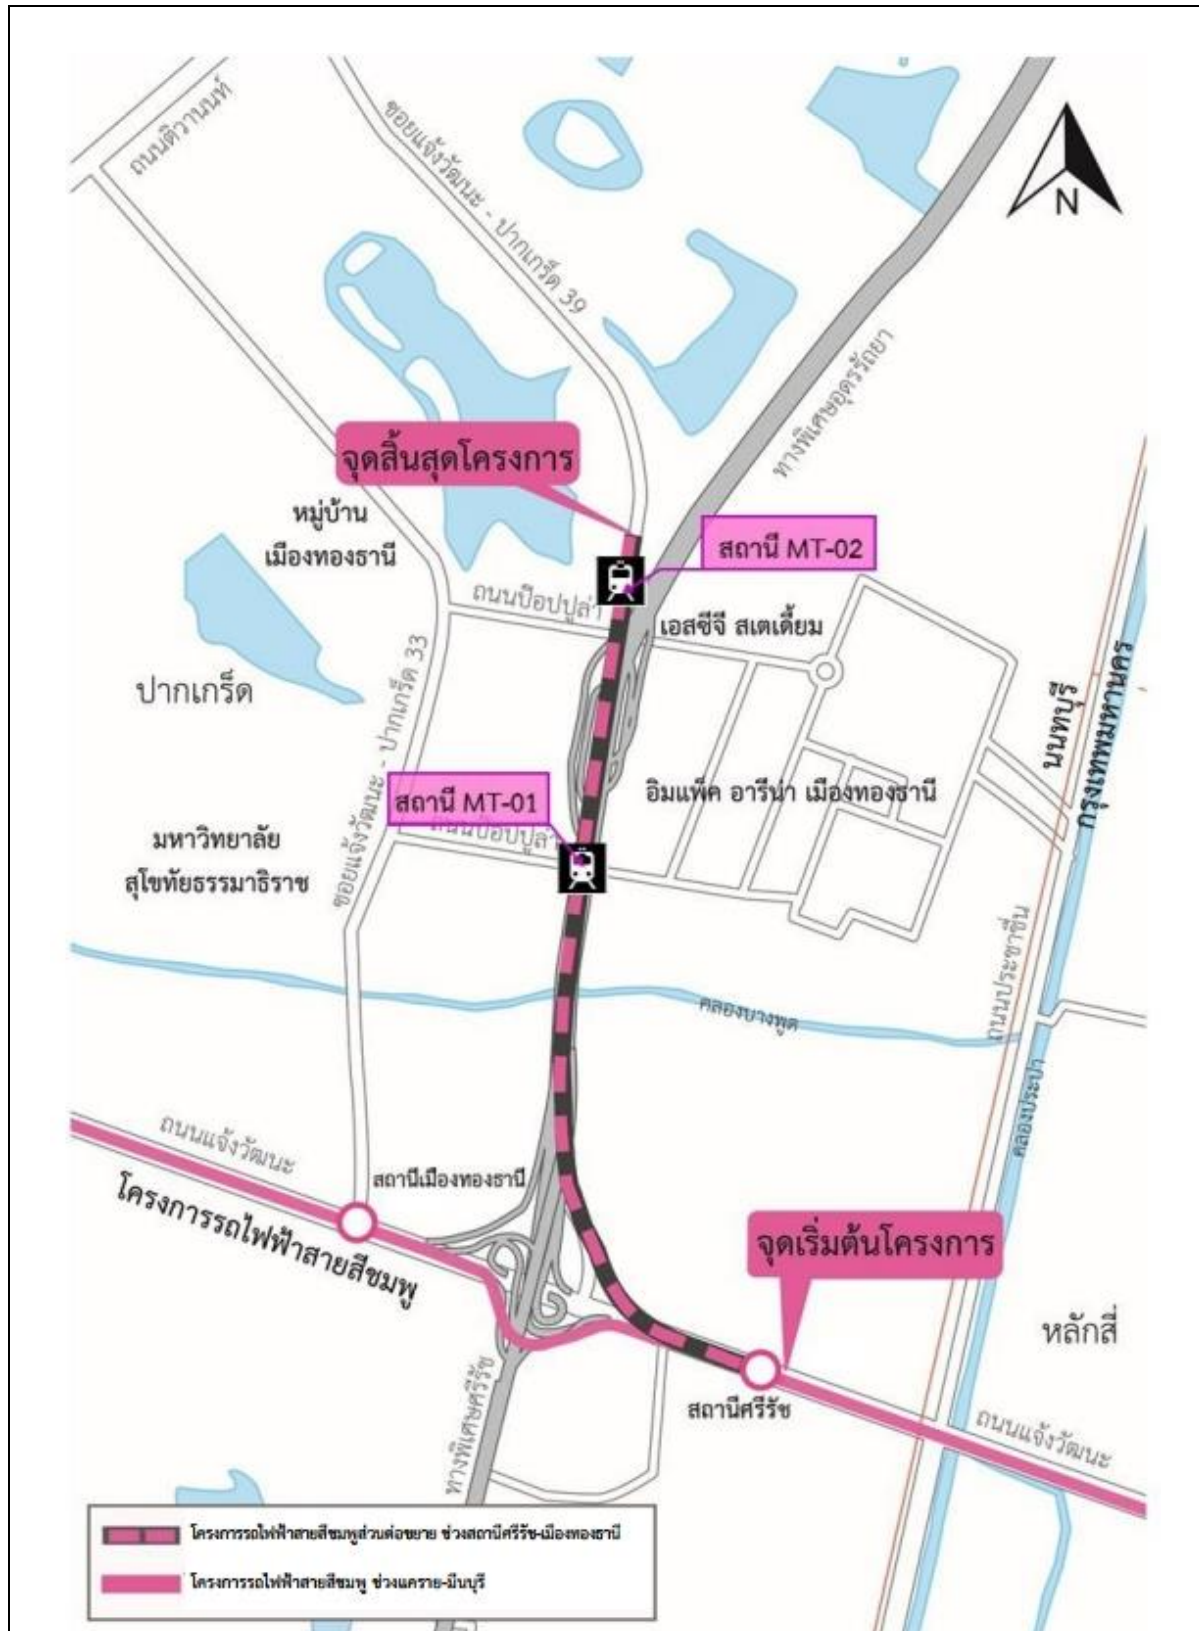 ถนนติวานนท์
ซอยแจ้งวัฒนะ - ปากเกร็ด 39
N
ทางพิเศษอุดรรัถยา
จุดสิ้นสุดโครงการ
หมู่บ้าน
เมืองทองธานี
สถานี MT-02
ถนนป๊อปปูล่า
เอสซีจี สเตเดี้ยม
ปากเกร็ด
ซอยแจ้งวัฒนะ - ปากเกร็ด 33
นนทบุรี
กรุงเทพมหานคร
สถานี MT-01
อิมแพ็ค อารีน่า เมืองทองธานี
ถนนป๊อปปูล่า
มหาวิทยาลัย
สุโขทัยธรรมาธิราช
ถนนประชาชื่น
คลองบางพูด
คลองประปา
ถนนแจ้งวัฒนะ
สถานีเมืองทองธานี
โครงการรถไฟฟ้าสายสีชมพู
จุดเริ่มต้นโครงการ
หลักสี่
สถานีศรีรัช
ถนนแจ้งวัฒนะ
ทางพิเศษศรีรัช
โครงการรถไฟฟ้าสายสีชมพูส่วนต่อขยาย ช่วงสถานีศรีรัช-เมืองทองธานี
โครงการรถไฟฟ้าสายสีชมพู ช่วงแคราย-มีนบุรี